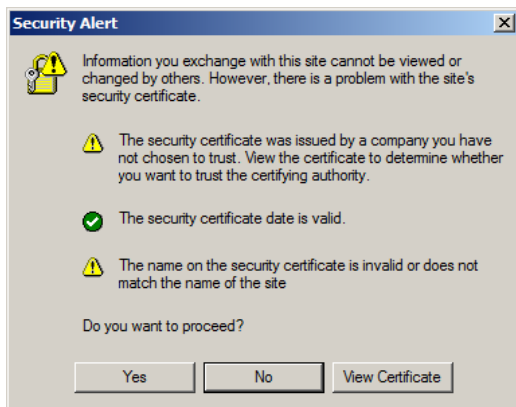 Security Alert
Information you exchange with this site cannot be viewed or
changed by others. However, there is a problem with the site's
security certificate.
The security certificate was issued by a company you have
not chosen to trust. View the certificate to determine whether
you want to trust the certifying authority.
The security certificate date is valid.
The name on the security certificate is invalid or does not
match the name of the site
Do you want to proceed?
Yes No View Certificate